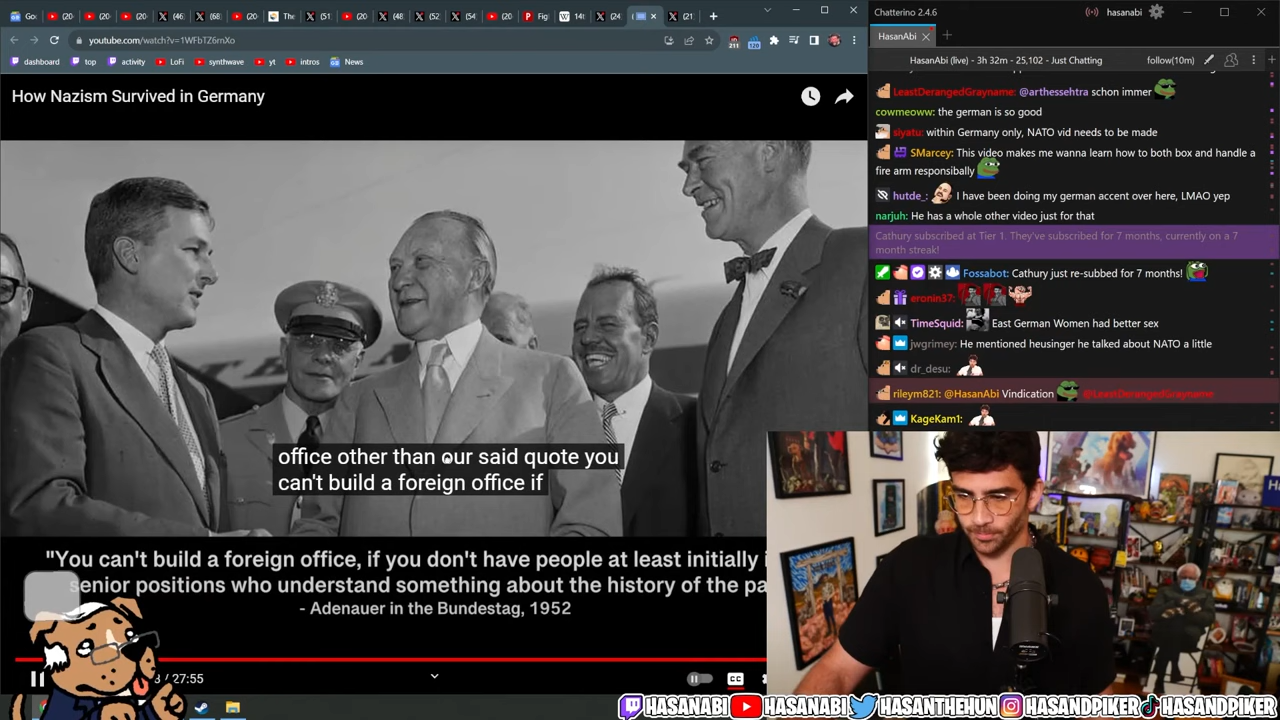 Chatterino 2.4.6
hasanabi
youtube.com/watch?v=1WFbTZ6rnXo
HasanAbi
dashboard
top
activity
LoFi
synthwave
yt
intros
News
HasanAbi (live) - 3h 32m - 25,102 - Just Chatting
follow(10m)
How Nazism Survived in Germany
LeastDerangedGrayname: @arthessehtra schon immer
cowmeoww: the german is so good
siyatu: within Germany only, NATO vid needs to be made
SMarcey: This video makes me wanna learn how to both box and handle a
fire arm responsibally
hutde_: I have been doing my german accent over here, LMAO yep
narjuh: He has a whole other video just for that
Cathury subscribed at Tier 1. They've subscribed for 7 months, currently on a 7
month streak!
Fossabot: Cathury just re-subbed for 7 months!
eronin37:
TimeSquid: East German Women had better sex
jwgrimey: He mentioned heusinger he talked about NATO a little
dr_desu:
rileym821: @HasanAbi Vindication @LeastDerangedGrayname
KageKam1:
office other than our said quote you
can't build a foreign office if
"You can't build a foreign office, if you don't have people at least initially
senior positions who understand something about the history of the
- Adenauer in the Bundestag, 1952
/ 27:55
CC
HASANABI
HASANABI
HASANTHEHUN
HASANDPIKER
HASANDPIKER